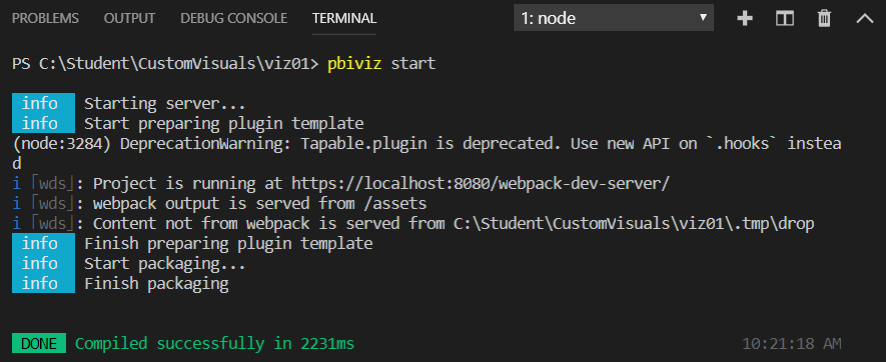 PROBLEMS OUTPUT DEBUG CONSOLE TERMINAL 1: node
PS C:\Student\CustomVisuals\viz01> pbiviz start
info Starting server...
info Start preparing plugin template
(node:3284) DeprecationWarning: Tapable.plugin is deprecated. Use new API on `.hooks` instea
d
i ｢wds｣: Project is running at https://localhost:8080/webpack-dev-server/
i ｢wds｣: webpack output is served from /assets
i ｢wds｣: Content not from webpack is served from C:\Student\CustomVisuals\viz01\.tmp\drop
info Finish preparing plugin template
info Start packaging...
info Finish packaging
DONE Compiled successfully in 2231ms 10:21:18 AM